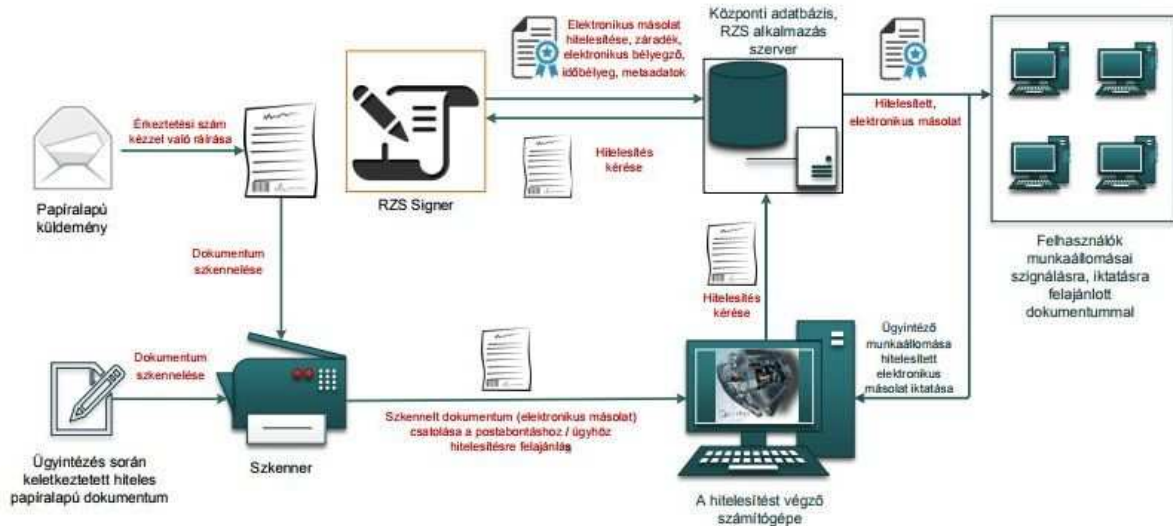 Elektronikus másolat
hitelesítése, záradék,
elektronikus bélyegző,
időbélyeg, metaadatok
Központi adatbázis,
RZS alkalmazás
szerver
Érkeztetési szám
kézzel való ráírása
Hitelesített,
elektronikus másolat
Hitelesítés
kérése
Papíralapú
küldemény
RZS Signer
Felhasználók
munkaállomásai
szignálásra, iktatásra
felajánlott
dokumentummal
Dokumentum
szkennelése
Hitelesítés
kérése
Ügyintéző
munkaállomása
hitelesített
elektronikus
másolat iktatása
Dokumentum
szkennelése
Szkennelt dokumentum (elektronikus másolat)
csatolása a postabontáshoz / ügyhöz
hitelesítésre felajánlás
Szkenner
Ügyintézés során
keletkeztetett hiteles
papíralapú dokumentum
A hitelesítést végző
számítógépe